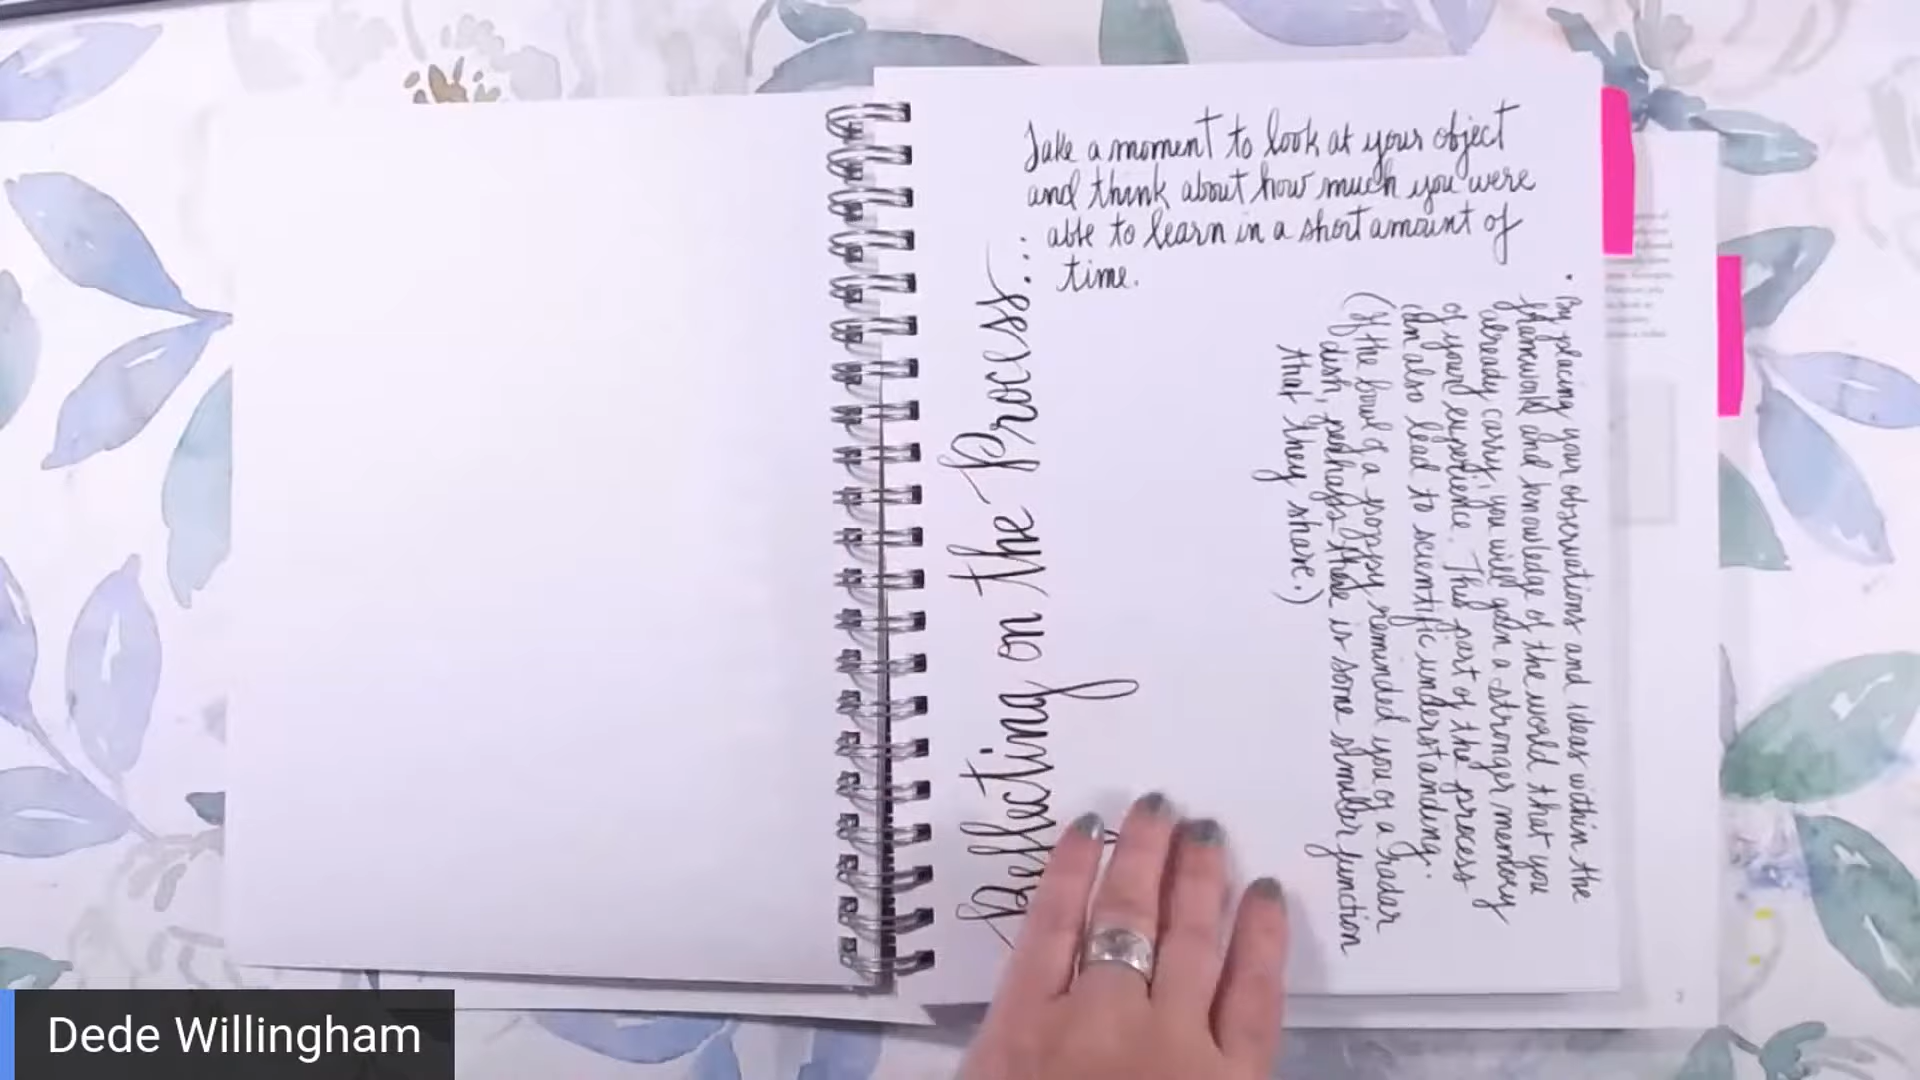 Reflecting on the Process...
Take a moment to look at your object
and think about how much you were
able to learn in a short amount of
time.
• By placing your observations and ideas within the
framework and knowledge of the world that you
already carry, you will gain a stronger memory
of your experience. This part of the process
can also lead to scientific understanding.
(If the bowl of a poppy reminded you of a radar
dish, perhaps there is some similar function
that they share.)
Dede Willingham